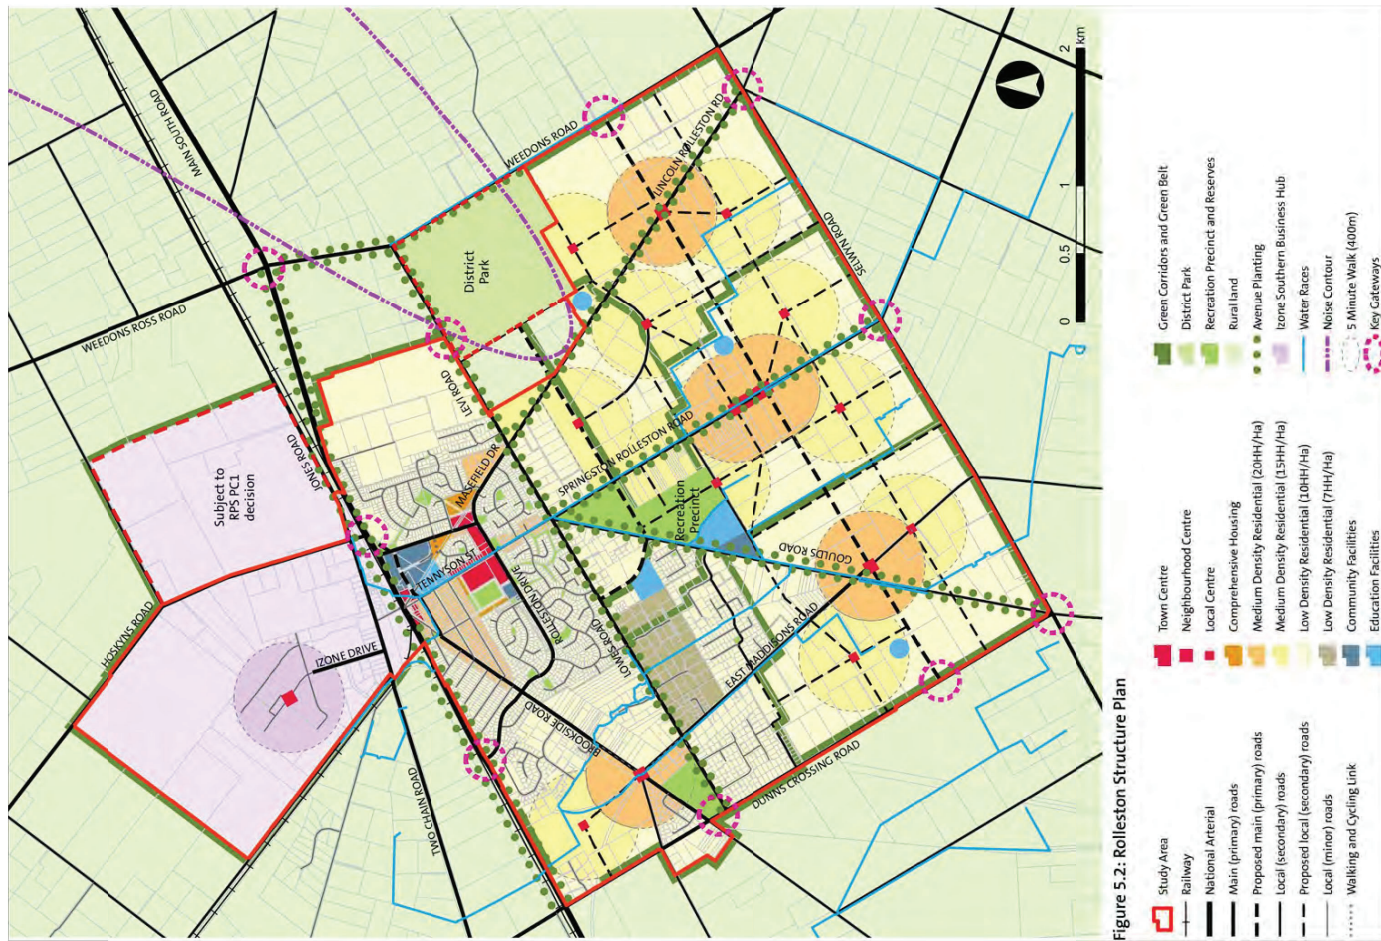 MAIN SOUTH ROAD
WEEDONS ROSS ROAD
WEEDONS ROAD
District
Park
LINCOLN ROLLESTON RD
JONES ROAD
LEVI ROAD
Subject to
RPS PC1
decision
MASEFIELD DR
SPRINGSTON ROLLESTON ROAD
SELWYN ROAD
HOSKINS ROAD
TENNYSON ST
Recreation
Precinct
IZONE DRIVE
ROLLESTON DRIVE
LOWES ROAD
GOULDS ROAD
BROOKSIDE ROAD
EAST MADDISONS ROAD
TWO CHAIN ROAD
DUNNS CROSSING ROAD
0
0.5
1
2
km
Figure 5.2: Rolleston Structure Plan
Study Area
Railway
National Arterial
Main (primary) roads
Proposed main (primary) roads
Local (secondary) roads
Proposed local (secondary) roads
Local (minor) roads
Walking and Cycling Link
Town Centre
Neighbourhood Centre
Local Centre
Comprehensive Housing
Medium Density Residential (20HH/Ha)
Medium Density Residential (15HH/Ha)
Low Density Residential (10HH/Ha)
Low Density Residential (7HH/Ha)
Community Facilities
Education Facilities
Green Corridors and Green Belt
District Park
Recreation Precinct and Reserves
Rural land
Avenue Planting
Izone Southern Business Hub
Water Races
Noise Contour
5 Minute Walk (400m)
Key Gateways